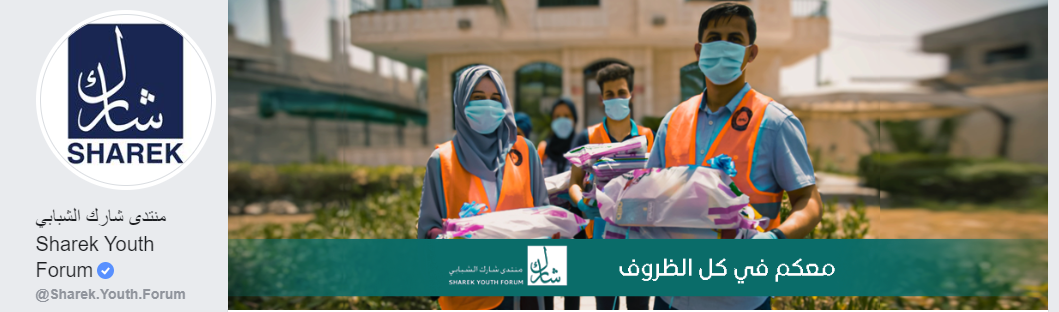 شارك
SHAREK
منتدى شارك الشبابي
Sharek Youth
Forum
@Sharek.Youth.Forum
معكم في كل الظروف
شارك
منتدى شارك الشبابي
SHAREK YOUTH FORUM